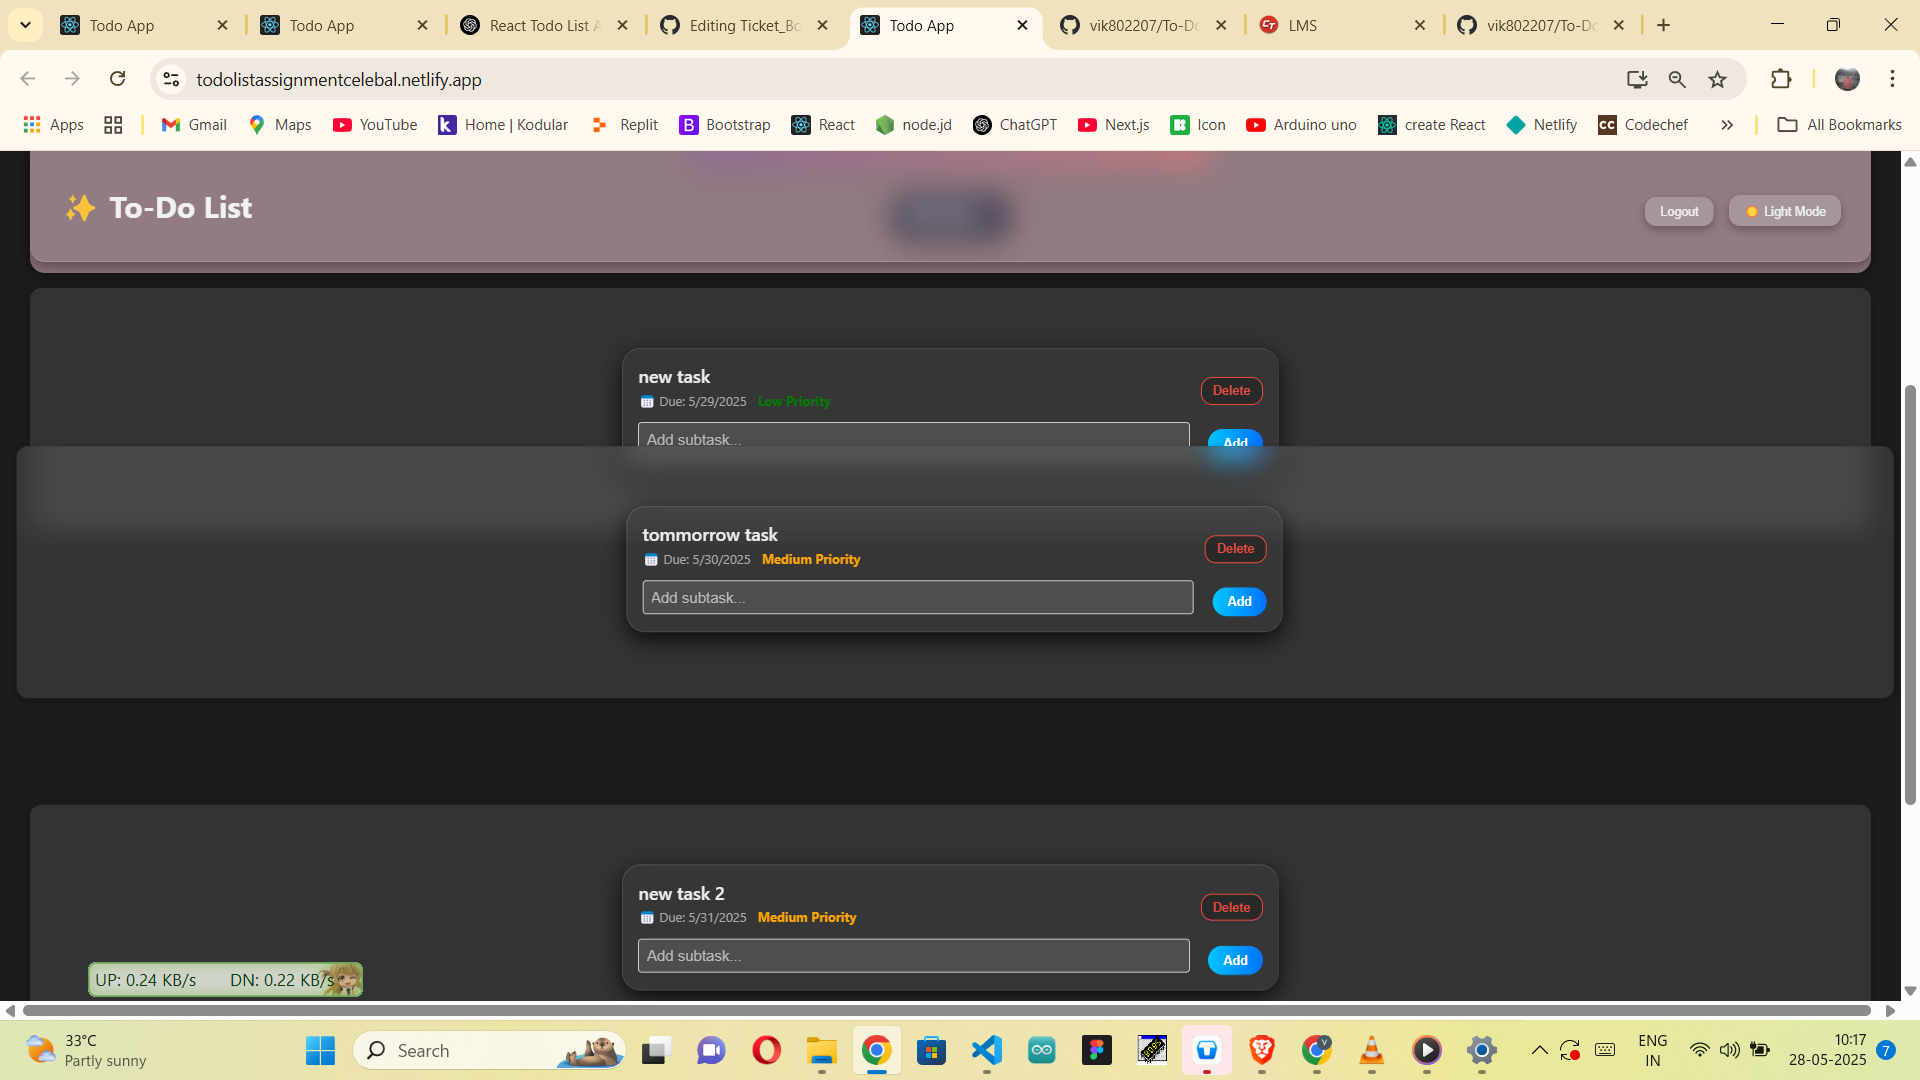 Todo App
Todo App
React Todo List A
Editing Ticket_Bo
Todo App
vik802207/To-Do
LMS
vik802207/To-Do
todolistassignmentcelebal.netlify.app
Apps
Gmail
Maps
YouTube
Home | Kodular
Replit
Bootstrap
React
node.jd
ChatGPT
Next.js
Icon
Arduino uno
create React
Netlify
Codechef
All Bookmarks
✨ To-Do List
Logout
Light Mode
new task
Due: 5/29/2025 Low Priority
Delete
Add subtask...
Add
tommorrow task
Due: 5/30/2025 Medium Priority
Delete
Add subtask...
Add
new task 2
Due: 5/31/2025 Medium Priority
Delete
Add subtask...
Add
UP: 0.24 KB/s DN: 0.22 KB/s
33°C
Partly sunny
Search
ENG
IN
10:17
28-05-2025
7